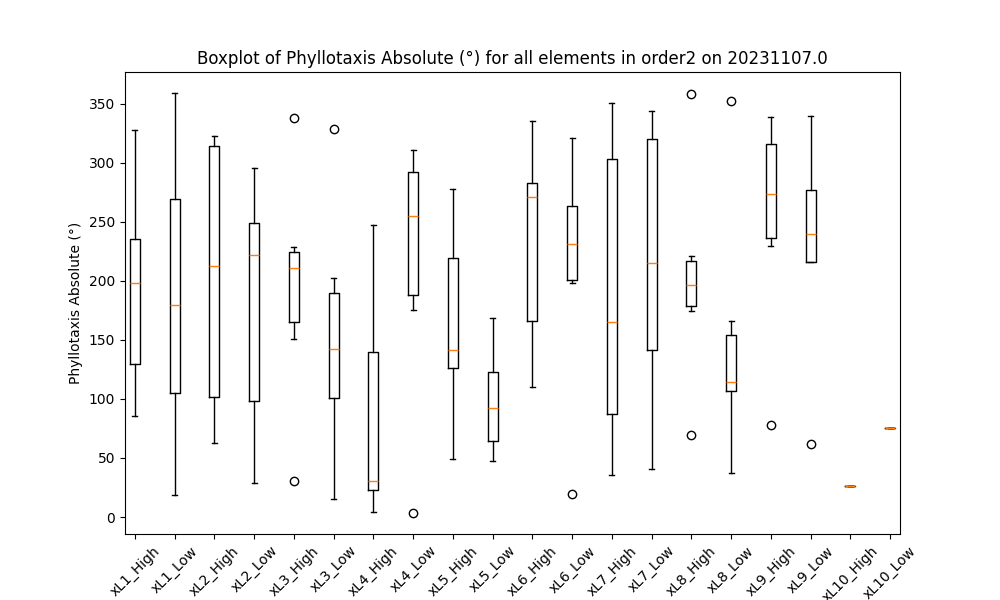 Boxplot of Phyllotaxis Absolute (°) for all elements in order2 on 20231107.0
Phyllotaxis Absolute (°)
350
300
250
200
150
100
50
0
xL1_High
xL1_Low
xL2_High
xL2_Low
xL3_High
xL3_Low
xL4_High
xL4_Low
xL5_High
xL5_Low
xL6_High
xL6_Low
xL7_High
xL7_Low
xL8_High
xL8_Low
xL9_High
xL9_Low
xL10_High
xL10_Low